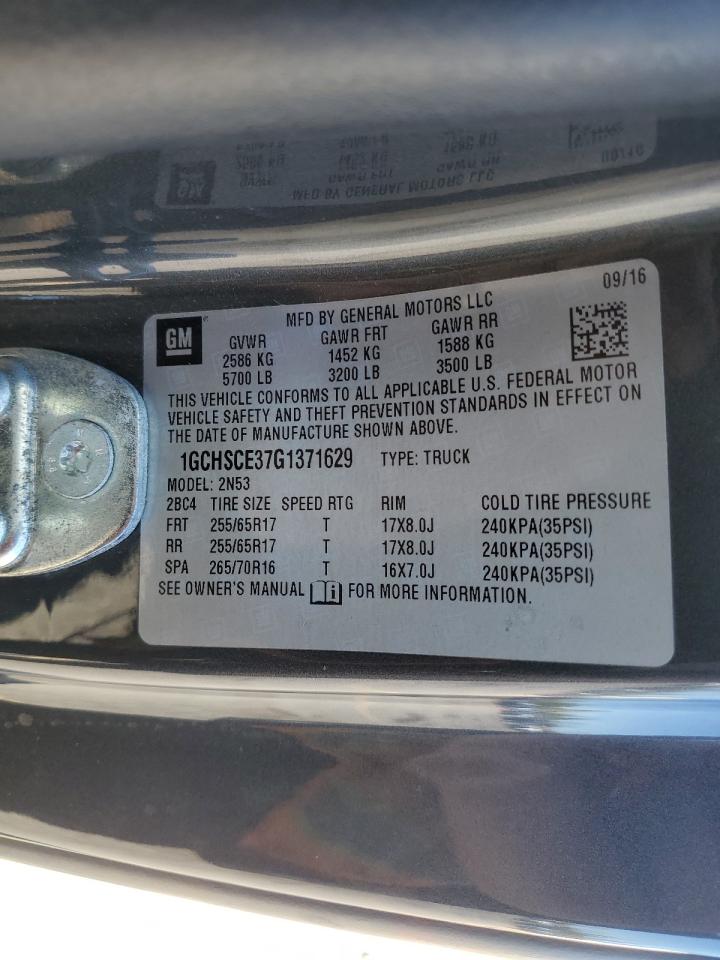 09/16
MFD BY GENERAL MOTORS LLC
GM
GVWR GAWR FRT GAWR RR
2586 KG 1452 KG 1588 KG
5700 LB 3200 LB 3500 LB
THIS VEHICLE CONFORMS TO ALL APPLICABLE U.S. FEDERAL MOTOR
VEHICLE SAFETY AND THEFT PREVENTION STANDARDS IN EFFECT ON
THE DATE OF MANUFACTURE SHOWN ABOVE.
1GCHSCE37G1371629 TYPE: TRUCK
MODEL: 2N53
2BC4 TIRE SIZE SPEED RTG RIM COLD TIRE PRESSURE
FRT 255/65R17 T 17X8.0J 240KPA(35PSI)
RR 255/65R17 T 17X8.0J 240KPA(35PSI)
SPA 265/70R16 T 16X7.0J 240KPA(35PSI)
SEE OWNER'S MANUAL FOR MORE INFORMATION.